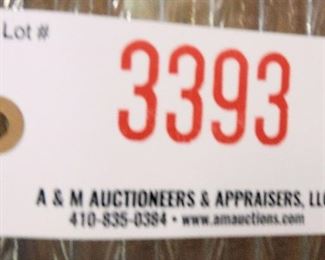 Lot #
3393
A & M AUCTIONEERS & APPRAISERS, LLC
410-835-0384 • www.amauctions.com